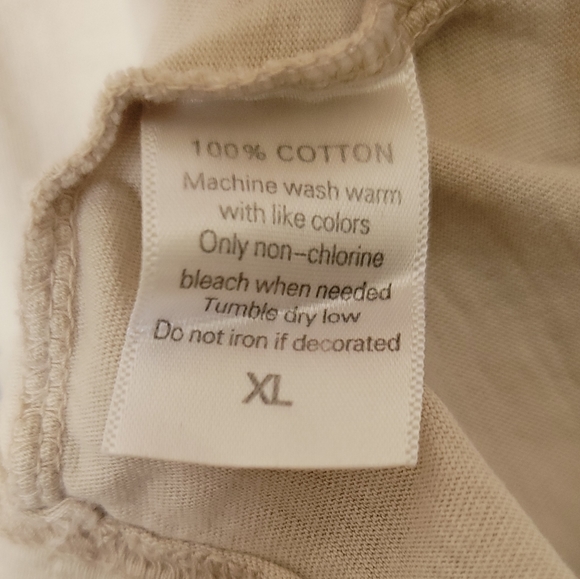 100% COTTON
Machine wash warm
with like colors
Only non-chlorine
bleach when needed
Tumble dry low
Do not iron if decorated
XL